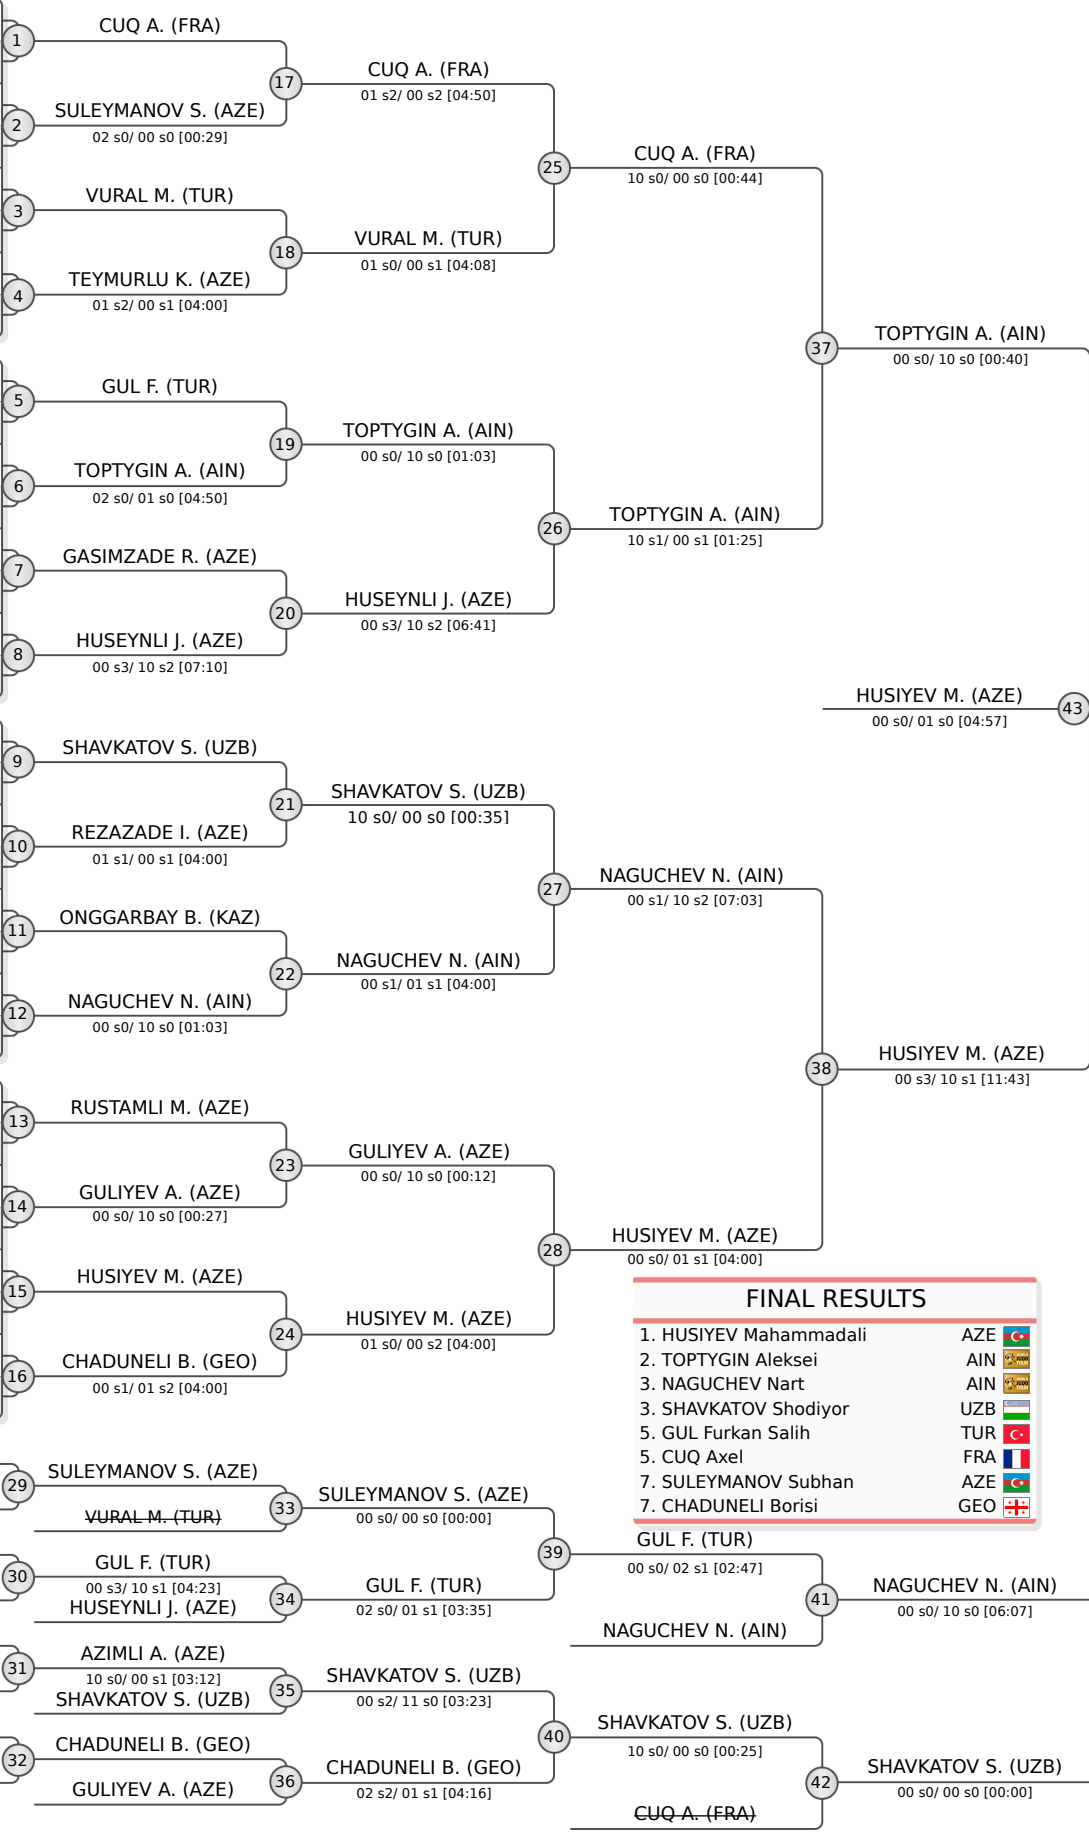 CUQ A. (FRA)
1
17
CUQ A. (FRA)
01 s2/ 00 s2 [04:50]
SULEYMANOV S. (AZE)
2
02 s0/ 00 s0 [00:29]
25
CUQ A. (FRA)
10 s0/ 00 s0 [00:44]
VURAL M. (TUR)
3
18
VURAL M. (TUR)
01 s0/ 00 s1 [04:08]
TEYMURLU K. (AZE)
4
01 s2/ 00 s1 [04:00]
37
TOPTYGIN A. (AIN)
00 s0/ 10 s0 [00:40]
GUL F. (TUR)
5
19
TOPTYGIN A. (AIN)
00 s0/ 10 s0 [01:03]
TOPTYGIN A. (AIN)
6
02 s0/ 01 s0 [04:50]
26
TOPTYGIN A. (AIN)
10 s1/ 00 s1 [01:25]
GASIMZADE R. (AZE)
7
20
HUSEYNLI J. (AZE)
00 s3/ 10 s2 [06:41]
HUSEYNLI J. (AZE)
8
00 s3/ 10 s2 [07:10]
HUSIYEV M. (AZE)
43
00 s0/ 01 s0 [04:57]
SHAVKATOV S. (UZB)
9
21
SHAVKATOV S. (UZB)
10 s0/ 00 s0 [00:35]
REZAZADE I. (AZE)
10
01 s1/ 00 s1 [04:00]
27
NAGUCHEV N. (AIN)
00 s1/ 10 s2 [07:03]
ONGGARBAY B. (KAZ)
11
22
NAGUCHEV N. (AIN)
00 s1/ 01 s1 [04:00]
NAGUCHEV N. (AIN)
12
00 s0/ 10 s0 [01:03]
38
HUSIYEV M. (AZE)
00 s3/ 10 s1 [11:43]
RUSTAMLI M. (AZE)
13
23
GULIYEV A. (AZE)
00 s0/ 10 s0 [00:12]
GULIYEV A. (AZE)
14
00 s0/ 10 s0 [00:27]
28
HUSIYEV M. (AZE)
00 s0/ 01 s1 [04:00]
HUSIYEV M. (AZE)
15
24
HUSIYEV M. (AZE)
01 s0/ 00 s2 [04:00]
CHADUNELI B. (GEO)
16
00 s1/ 01 s2 [04:00]
FINAL RESULTS
1. HUSIYEV Mahammadali AZE
2. TOPTYGIN Aleksei AIN
3. NAGUCHEV Nart AIN
3. SHAVKATOV Shodiyor UZB
5. GUL Furkan Salih TUR
5. CUQ Axel FRA
7. SULEYMANOV Subhan AZE
7. CHADUNELI Borisi GEO
SULEYMANOV S. (AZE)
29
VURAL M. (TUR)
33
SULEYMANOV S. (AZE)
00 s0/ 00 s0 [00:00]
39
GUL F. (TUR)
00 s0/ 02 s1 [02:47]
GUL F. (TUR)
30
00 s3/ 10 s1 [04:23]
HUSEYNLI J. (AZE)
34
GUL F. (TUR)
02 s0/ 01 s1 [03:35]
41
NAGUCHEV N. (AIN)
00 s0/ 10 s0 [06:07]
NAGUCHEV N. (AIN)
AZIMLI A. (AZE)
31
10 s0/ 00 s1 [03:12]
SHAVKATOV S. (UZB)
35
SHAVKATOV S. (UZB)
00 s2/ 11 s0 [03:23]
40
SHAVKATOV S. (UZB)
10 s0/ 00 s0 [00:25]
CHADUNELI B. (GEO)
32
GULIYEV A. (AZE)
36
CHADUNELI B. (GEO)
02 s2/ 01 s1 [04:16]
42
SHAVKATOV S. (UZB)
00 s0/ 00 s0 [00:00]
CUQ A. (FRA)